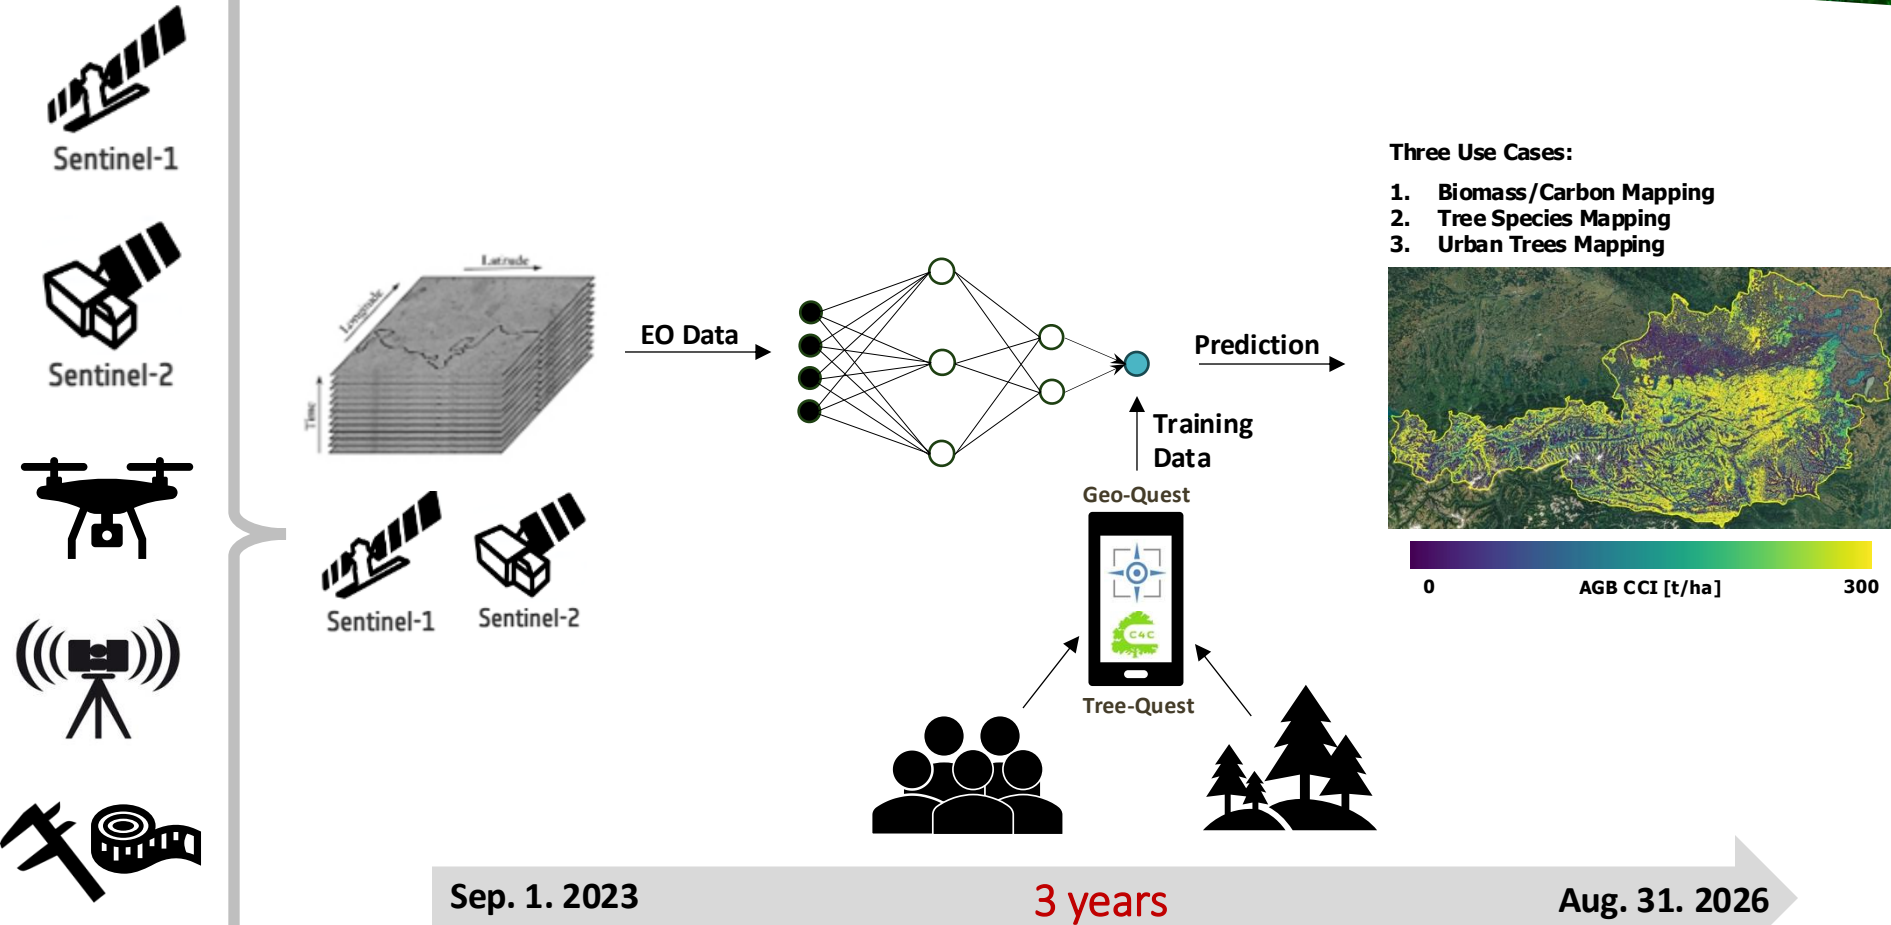 Sentinel-1
Sentinel-2
Latitude
Longitude
Time
Sentinel-1
Sentinel-2
EO Data
Training
Data
Geo-Quest
C4C
Tree-Quest
Prediction
Three Use Cases:
1. Biomass/Carbon Mapping
2. Tree Species Mapping
3. Urban Trees Mapping
0 AGB CCI [t/ha] 300
Sep. 1. 2023 3 years Aug. 31. 2026